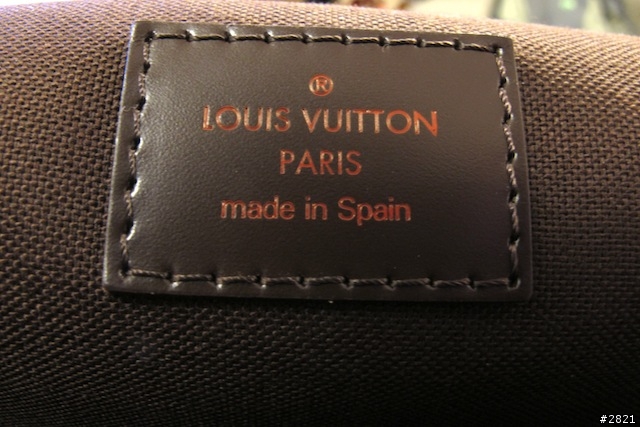 ®
LOUIS VUITTON
PARIS
made in Spain
#2821